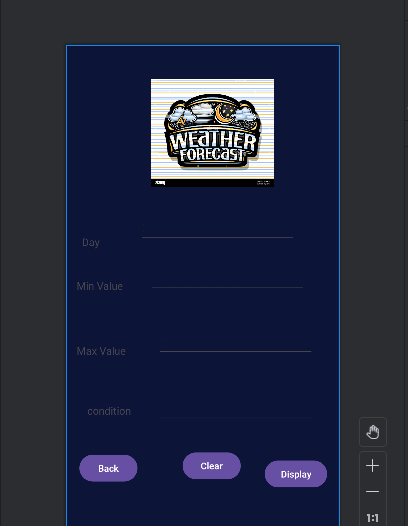 WEATHER
FORECAST
Day
Min Value
Max Value
condition
Back
Clear
Display
1:1